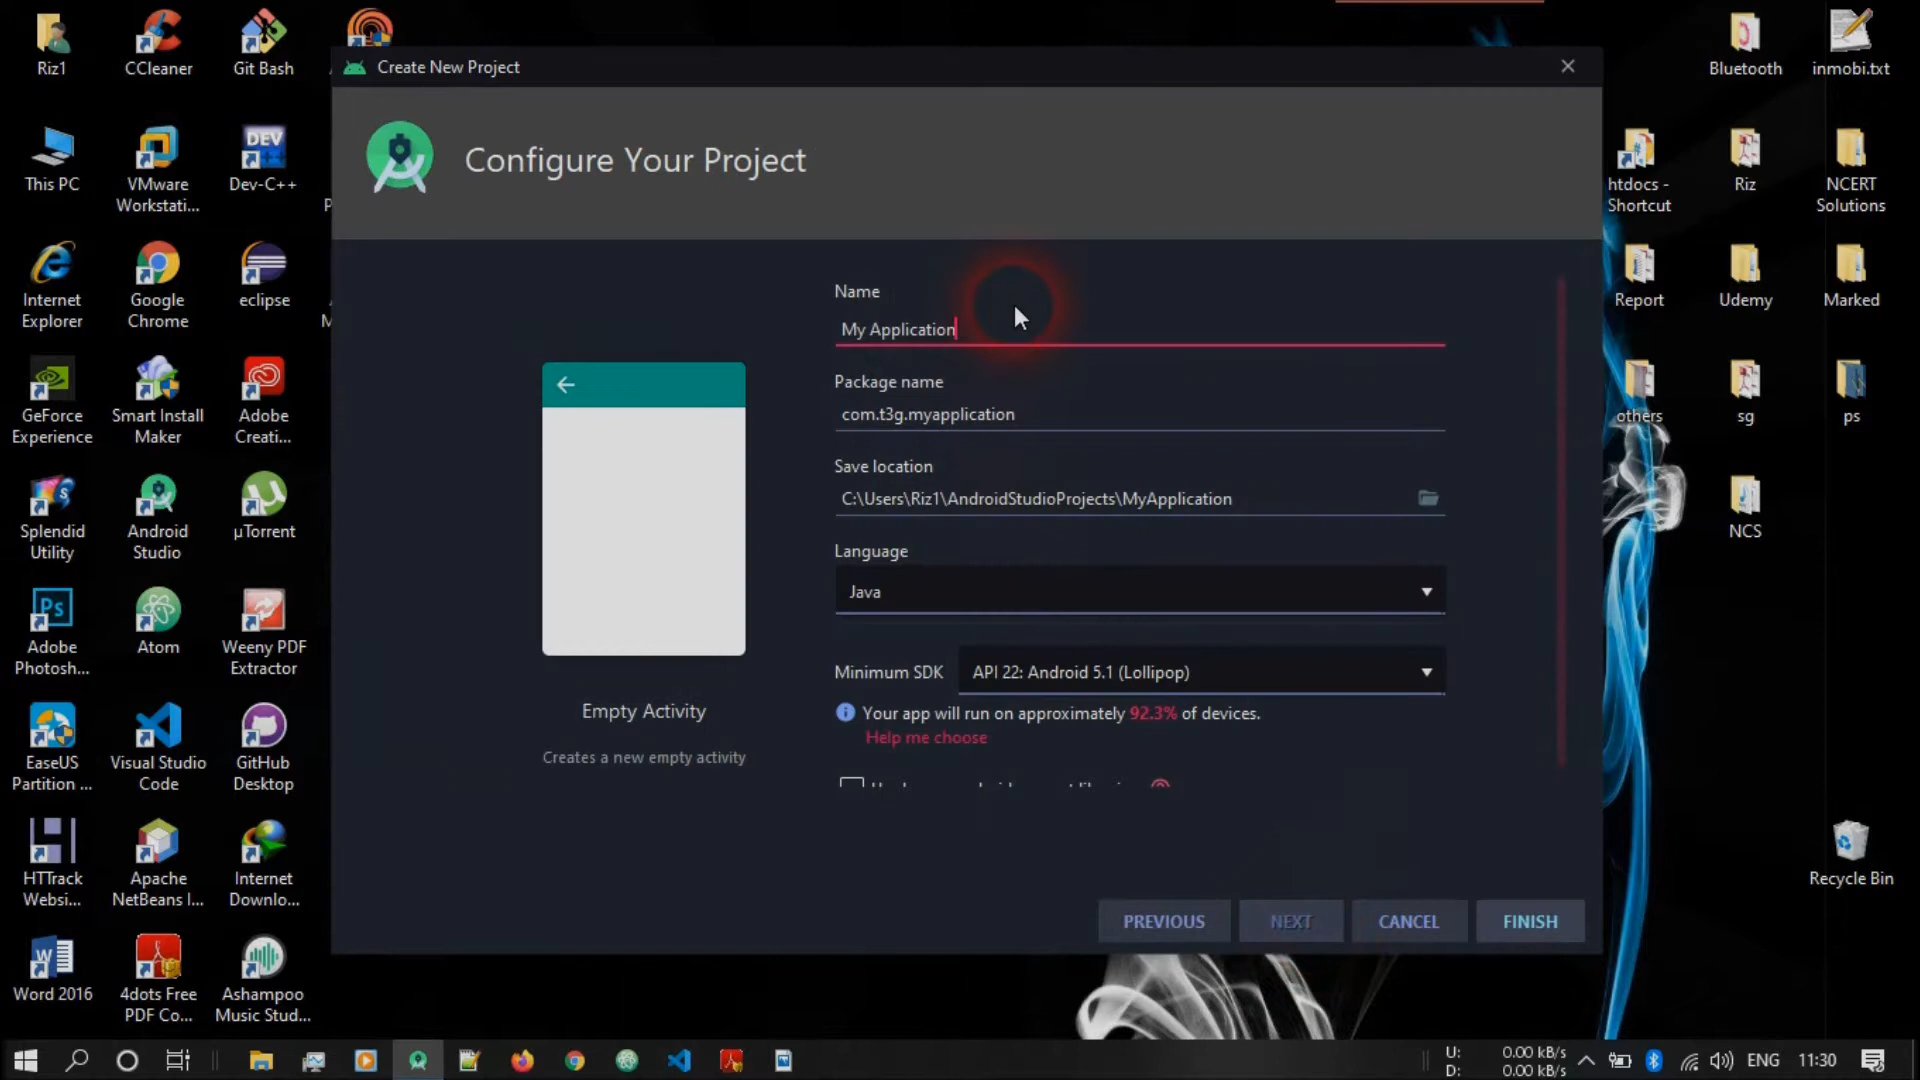 Riz1
CCleaner
Git Bash
Bluetooth
inmobi.txt
Create New Project
Configure Your Project
This PC
VMware
Workstati...
DEV
Dev-C++
htdocs -
Shortcut
Riz
NCERT
Solutions
Internet
Explorer
Google
Chrome
eclipse
Report
Udemy
Marked
GeForce
Experience
Smart Install
Maker
Adobe
Creati...
others
sg
ps
Splendid
Utility
Android
Studio
µTorrent
NCS
Ps
Adobe
Photosh...
Atom
Weeny PDF
Extractor
EaseUS
Partition ...
Visual Studio
Code
GitHub
Desktop
HTTrack
Websi...
Apache
NetBeans I...
Internet
Downlo...
Recycle Bin
Word 2016
4dots Free
PDF Co...
Ashampoo
Music Stud...
Name
My Application
Package name
com.t3g.myapplication
Save location
C:\Users\Riz1\AndroidStudioProjects\MyApplication
Language
Java
Minimum SDK
API 22: Android 5.1 (Lollipop)
Your app will run on approximately 92.3% of devices.
Help me choose
Empty Activity
Creates a new empty activity
PREVIOUS
NEXT
CANCEL
FINISH
U: 0.00 kB/s
D: 0.00 kB/s
ENG
11:30